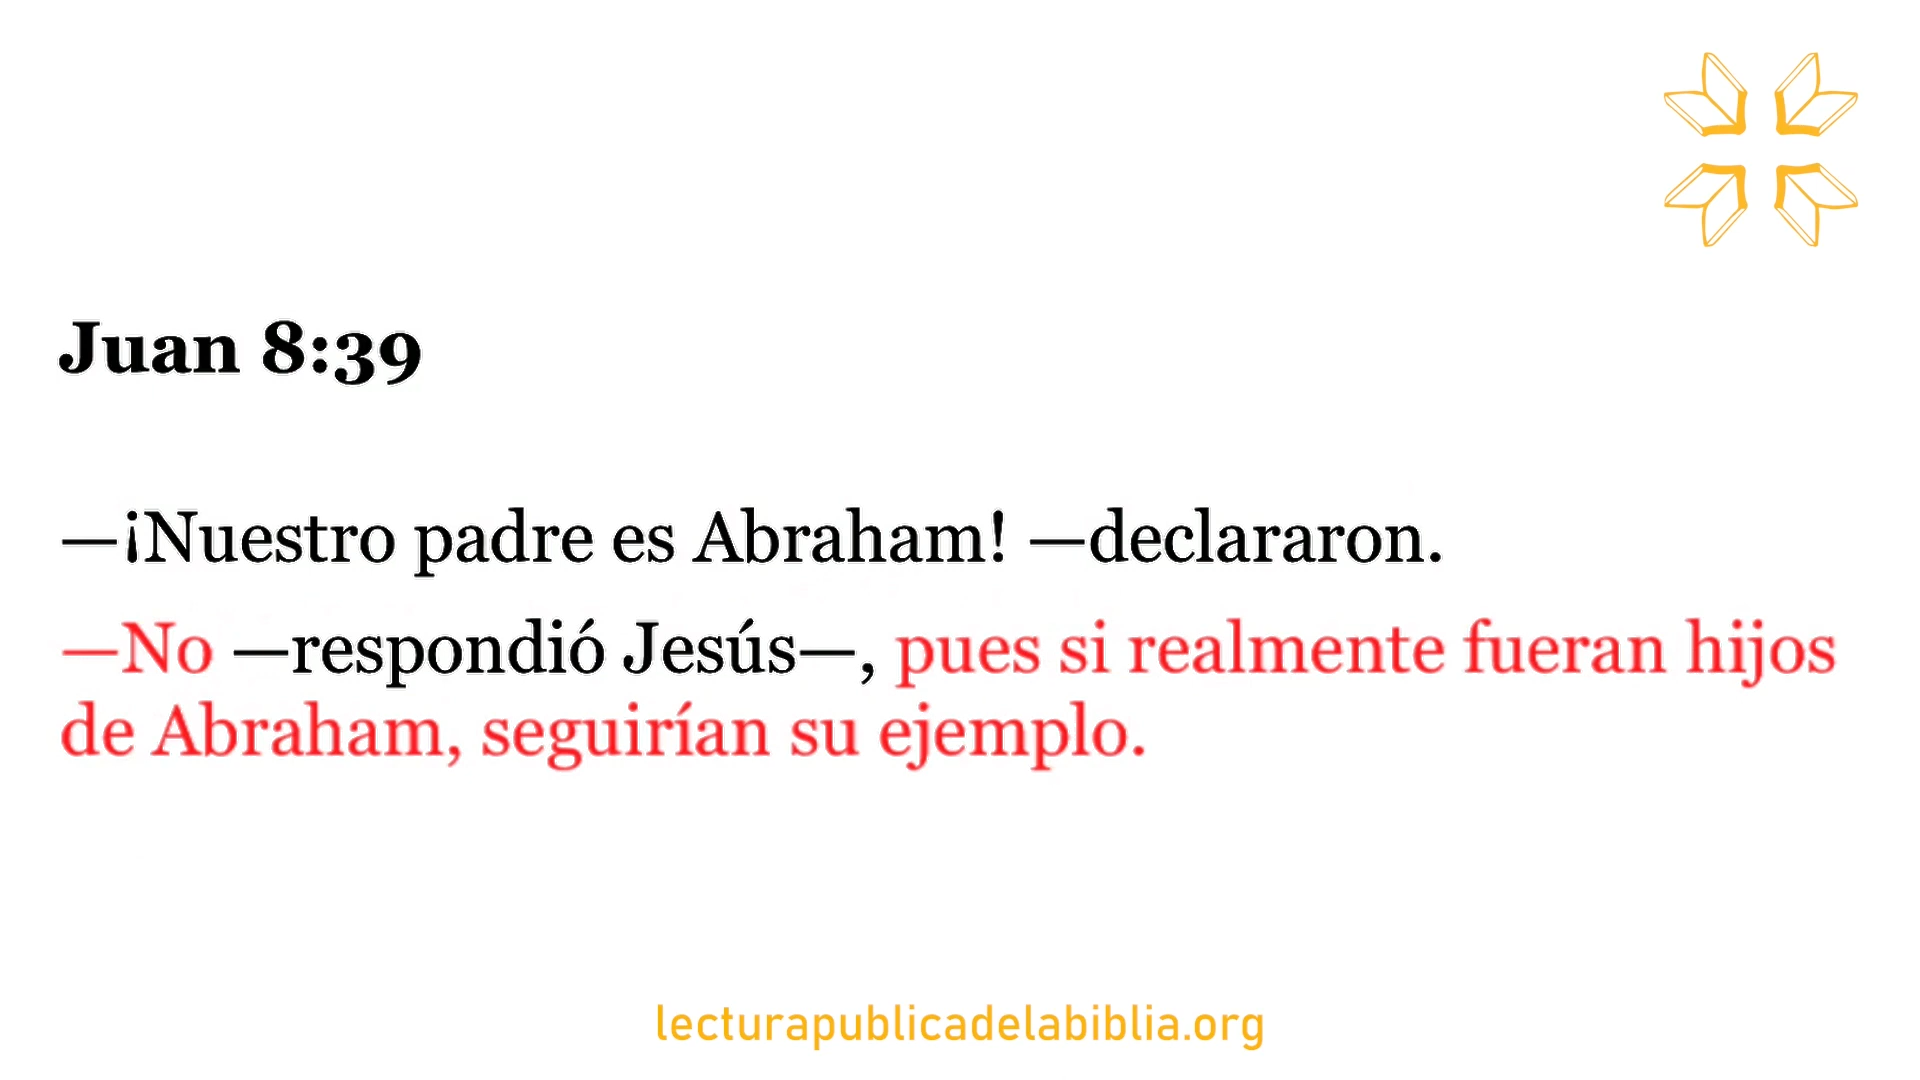 Juan 8:39
—¡Nuestro padre es Abraham! —declararon.
—No —respondió Jesús—, pues si realmente fueran hijos
de Abraham, seguirían su ejemplo.
lecturapublicadelabiblia.org